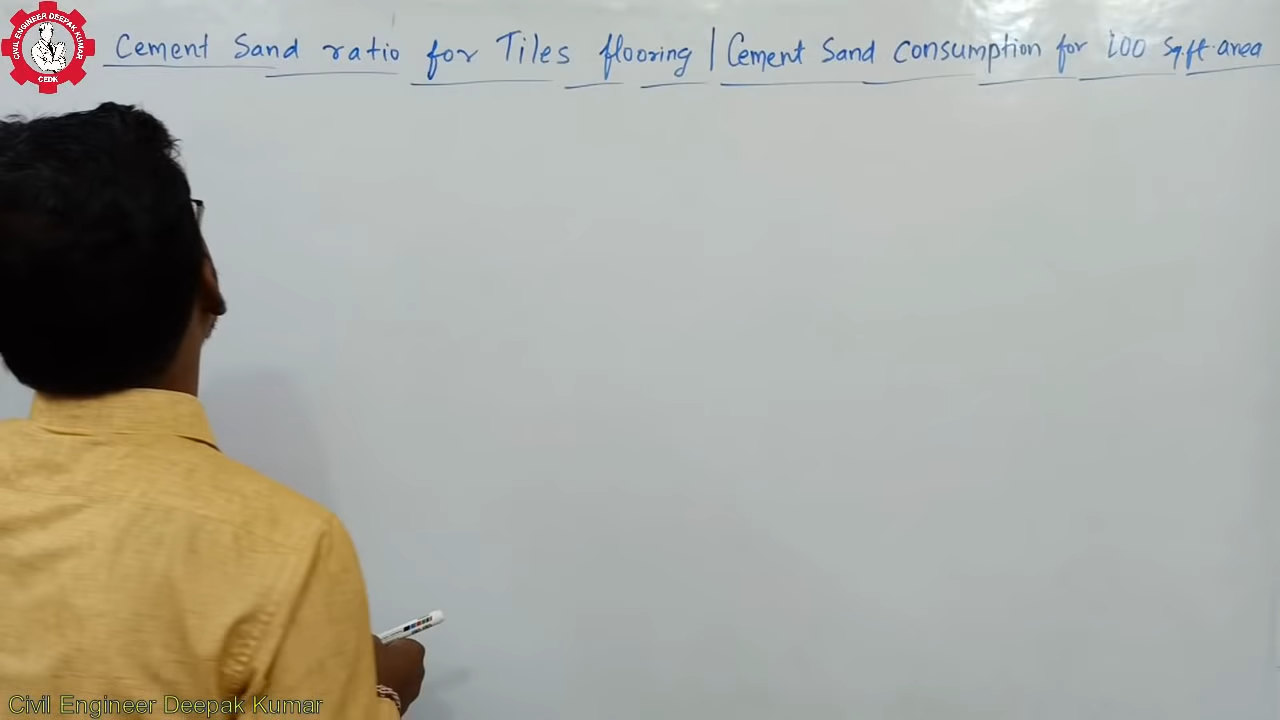 CIVIL ENGINEER DEEPAK KUMAR
CEDK
Cement Sand ratio for Tiles flooring | Cement Sand Consumption for 100 Sq.ft. area
Civil Engineer Deepak Kumar